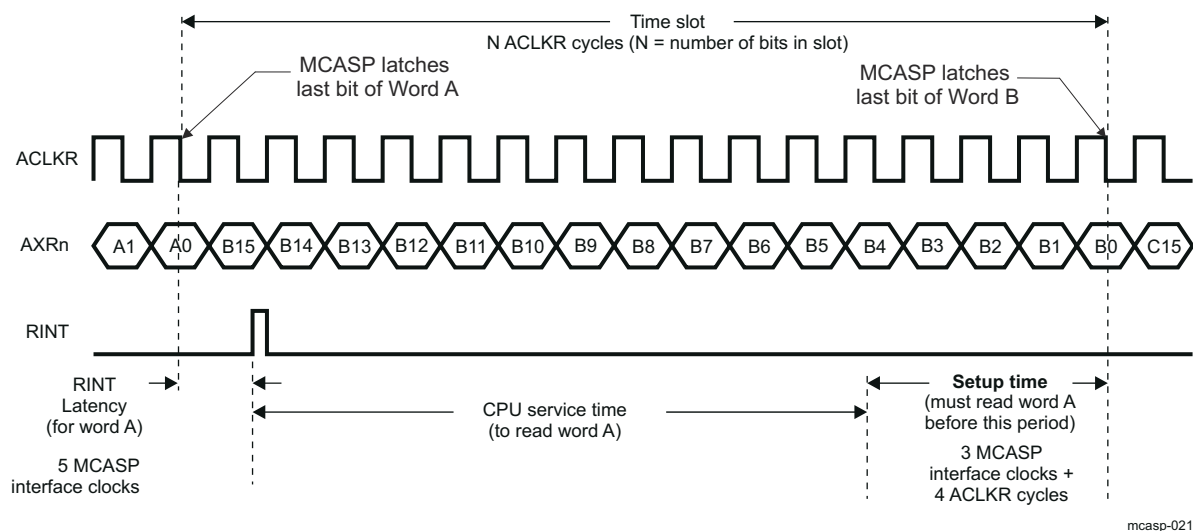 Time slot
N ACLKR cycles (N = number of bits in slot)
MCASP latches
last bit of Word A
MCASP latches
last bit of Word B
ACLKR
AXRn
A1
A0
B15
B14
B13
B12
B11
B10
B9
B8
B7
B6
B5
B4
B3
B2
B1
B0
C15
RINT
RINT
Latency
(for word A)
5 MCASP
interface clocks
CPU service time
(to read word A)
Setup time
(must read word A
before this period)
3 MCASP
interface clocks +
4 ACLKR cycles
mcasp-021